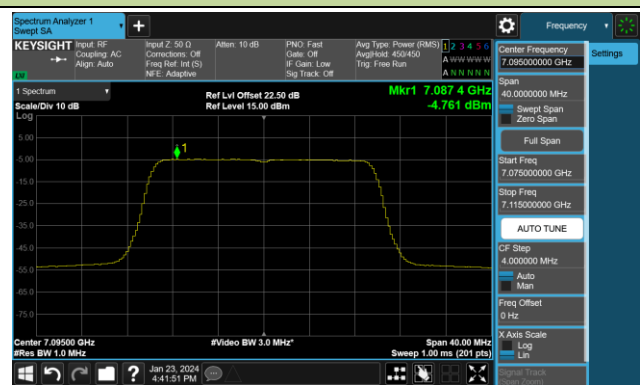 Spectrum Analyzer 1
Swept SA
Frequency
KEYSIGHT
Input: RF
Coupling: AC
Align: Auto
Input Z: 50 Ω
Corrections: Off
Freq Ref: Int (S)
NFE: Adaptive
Atten: 10 dB
PNO: Fast
Gate: Off
IF Gain: Low
Sig Track: Off
Avg Type: Power (RMS)
Avg|Hold: 450/450
Trig: Free Run
1 2 3 4 5 6
A W W W W W
A N N N N N
LV
Center Frequency
7.095000000 GHz
Settings
Span
40.0000000 MHz
Swept Span
Zero Span
Full Span
Start Freq
7.075000000 GHz
Stop Freq
7.115000000 GHz
AUTO TUNE
CF Step
4.000000 MHz
Auto
Man
Freq Offset
0 Hz
X Axis Scale
Log
Lin
Signal Track
(Span Zoom)
1 Spectrum
Scale/Div 10 dB
Log
Ref Lvl Offset 22.50 dB
Ref Level 15.00 dBm
Mkr1 7.087 4 GHz
-4.761 dBm
1
5.00
-5.00
-15.0
-25.0
-35.0
-45.0
-55.0
-65.0
-75.0
Center 7.09500 GHz
#Res BW 1.0 MHz
#Video BW 3.0 MHz*
Span 40.00 MHz
Sweep 1.00 ms (201 pts)
?
Jan 23, 2024
4:41:51 PM